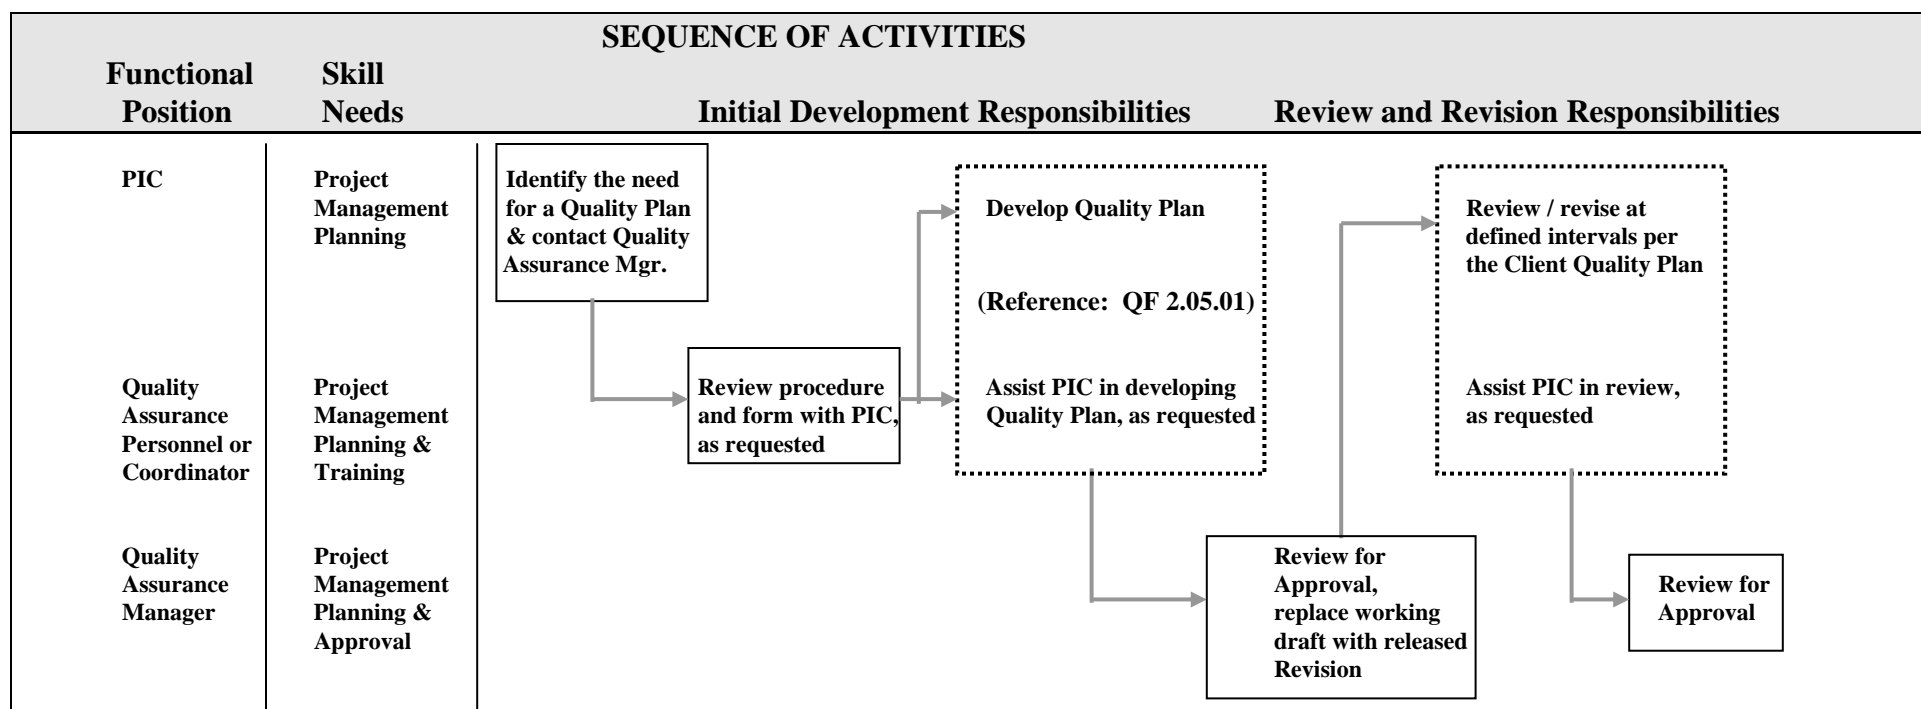 SEQUENCE OF ACTIVITIES
Functional
Position
Skill
Needs
Initial Development Responsibilities
Review and Revision Responsibilities
PIC
Project
Management
Planning
Identify the need
for a Quality Plan
& contact Quality
Assurance Mgr.
Develop Quality Plan
(Reference: QF 2.05.01)
Review / revise at
defined intervals per
the Client Quality Plan
Quality
Assurance
Personnel or
Coordinator
Project
Management
Planning &
Training
Review procedure
and form with PIC,
as requested
Assist PIC in developing
Quality Plan, as requested
Assist PIC in review,
as requested
Quality
Assurance
Manager
Project
Management
Planning &
Approval
Review for
Approval,
replace working
draft with released
Revision
Review for
Approval